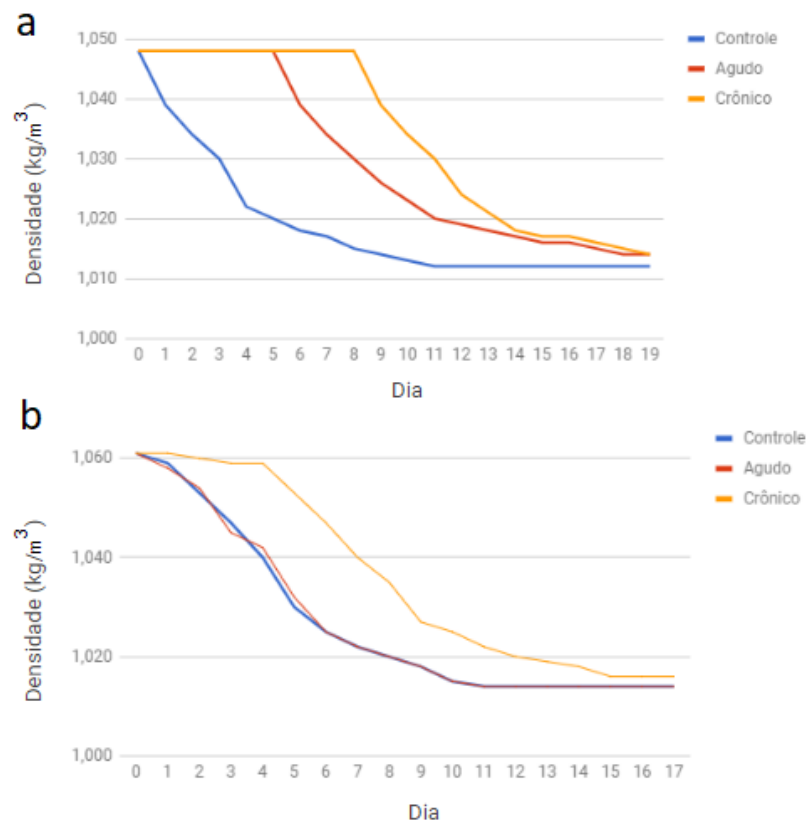 a
1,050
1,040
1,030
1,020
1,010
1,000
Densidade (kg/m³)
0 1 2 3 4 5 6 7 8 9 10 11 12 13 14 15 16 17 18 19
Dia
Controle
Agudo
Crônico
b
1,060
1,040
1,020
1,000
Densidade (kg/m³)
0 1 2 3 4 5 6 7 8 9 10 11 12 13 14 15 16 17
Dia
Controle
Agudo
Crônico